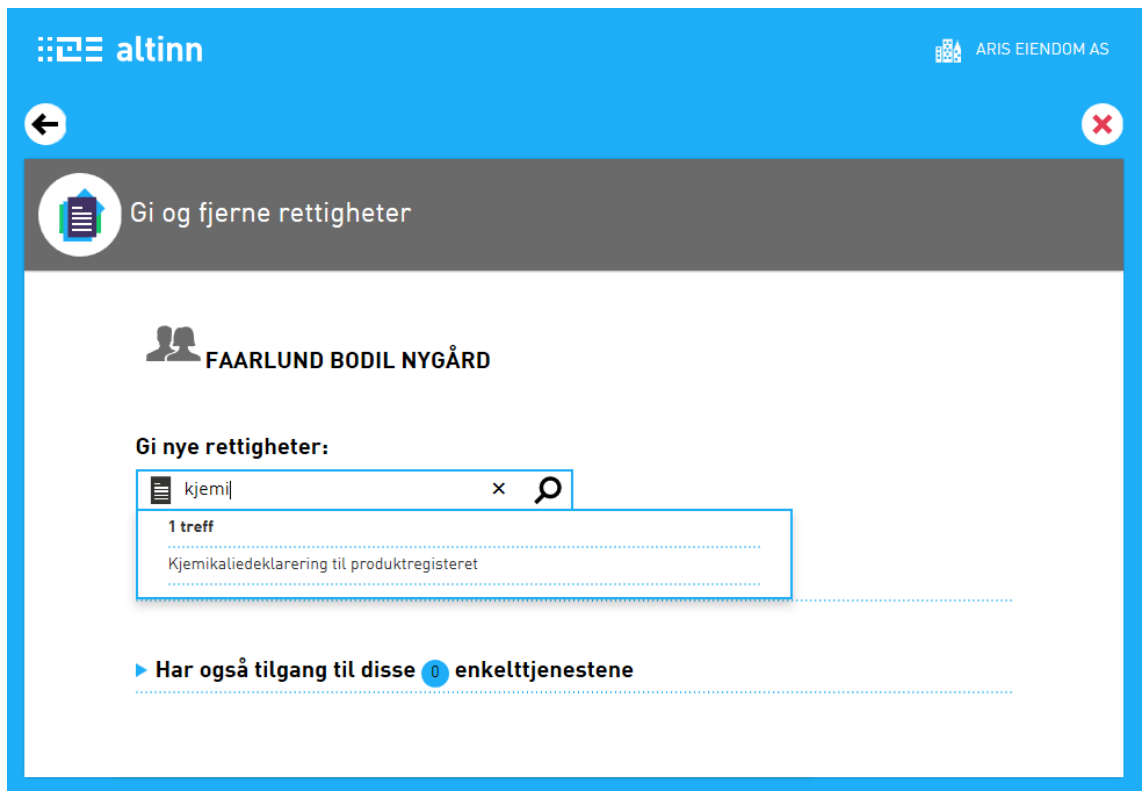 altinn
ARIS EIENDOM AS
Gi og fjerne rettigheter
FAARLUND BODIL NYGÅRD
Gi nye rettigheter:
kjemi
1 treff
Kjemikaliedeklarering til produktregisteret
Har også tilgang til disse 0 enkelttjenestene